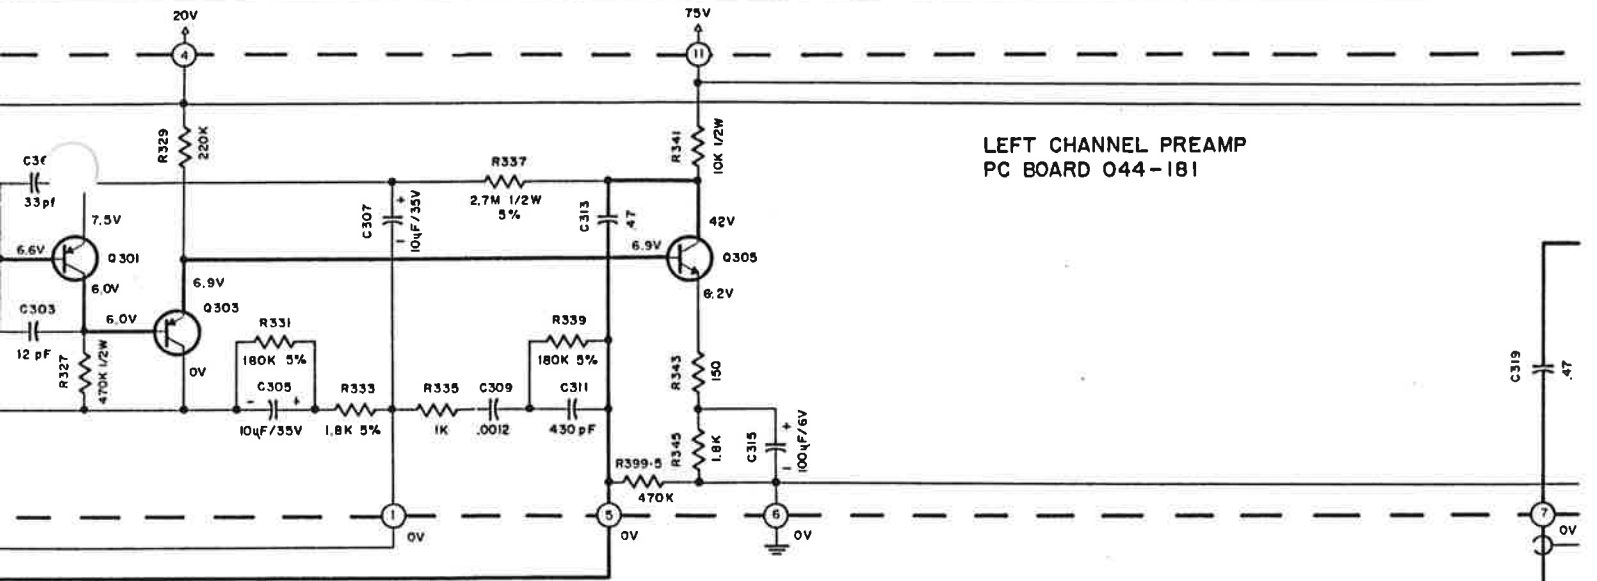 20V
75V
4
11
R329
220K
R341
10K 1/2W
LEFT CHANNEL PREAMP
PC BOARD 044-181
33pf
R337
2.7M 1/2W
5%
C307
+
10µF/35V
-
C313
.47
7.5V
42V
6.6V
Q301
6.9V
Q305
6.0V
6.9V
6.2V
C303
12 pF
6.0V
Q303
R327
470K 1/2W
0V
R331
180K 5%
C305
- +
10µF/35V
R333
1.8K 5%
R335
1K
C309
.0012
R339
180K 5%
C311
430pF
R343
150
R345
1.8K
C315
+
100µF/6V
-
R399-5
470K
C319
.47
1
0V
5
0V
6
0V
7
0V